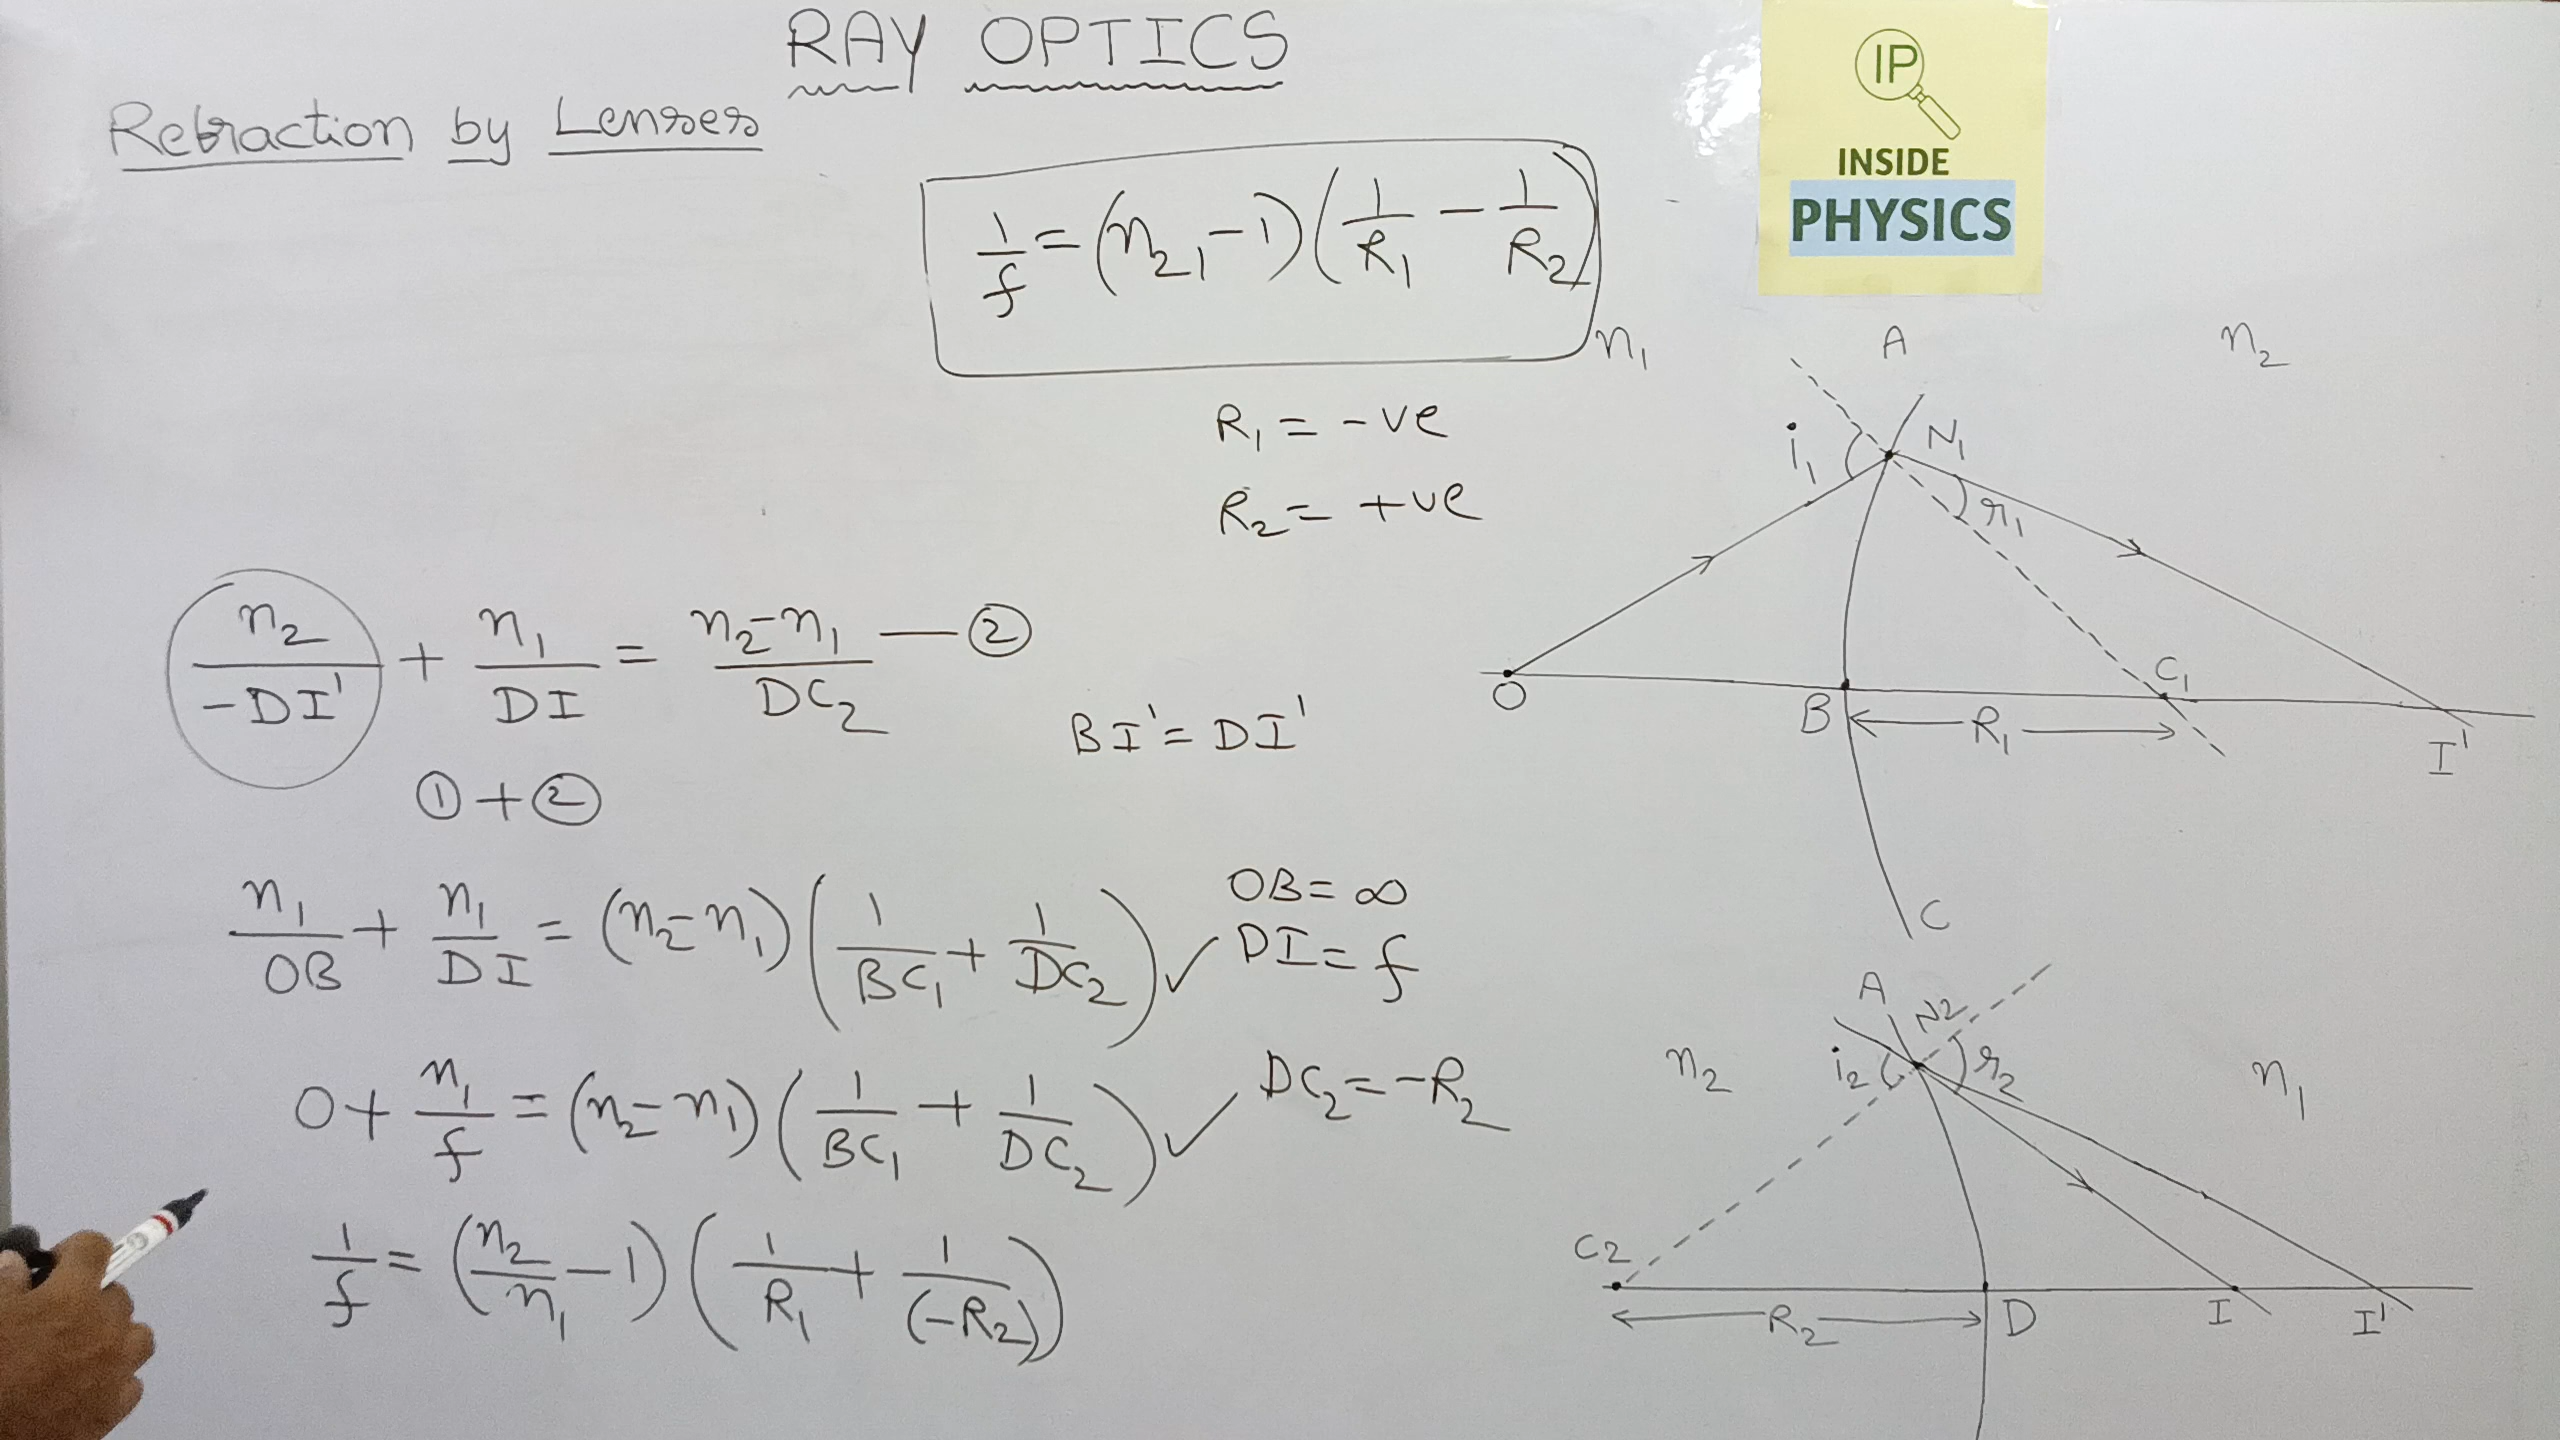 RAY OPTICS
IP
INSIDE
PHYSICS
Refraction by Lenses
1/f = (n₂₁ - 1)(1/R₁ - 1/R₂)
R₁ = -ve
R₂ = +ve
n₂/-DI' + n₁/DI = n₂-n₁/DC₂ — ②
BI' = DI'
① + ②
n₁/OB + n₁/DI = (n₂-n₁)(1/BC₁ + 1/DC₂) ✓
OB = ∞
DI = f
0 + n₁/f = (n₂-n₁)(1/BC₁ + 1/DC₂) ✓
DC₂ = -R₂
1/f = (n₂/n₁ - 1)(1/R₁ + 1/(-R₂))
n₁ A n₂
i₁ N₁
r₁
O B C₁ I'
R₁
C
A N₂
n₂ i₂ r₂ n₁
C₂
R₂ D I I'